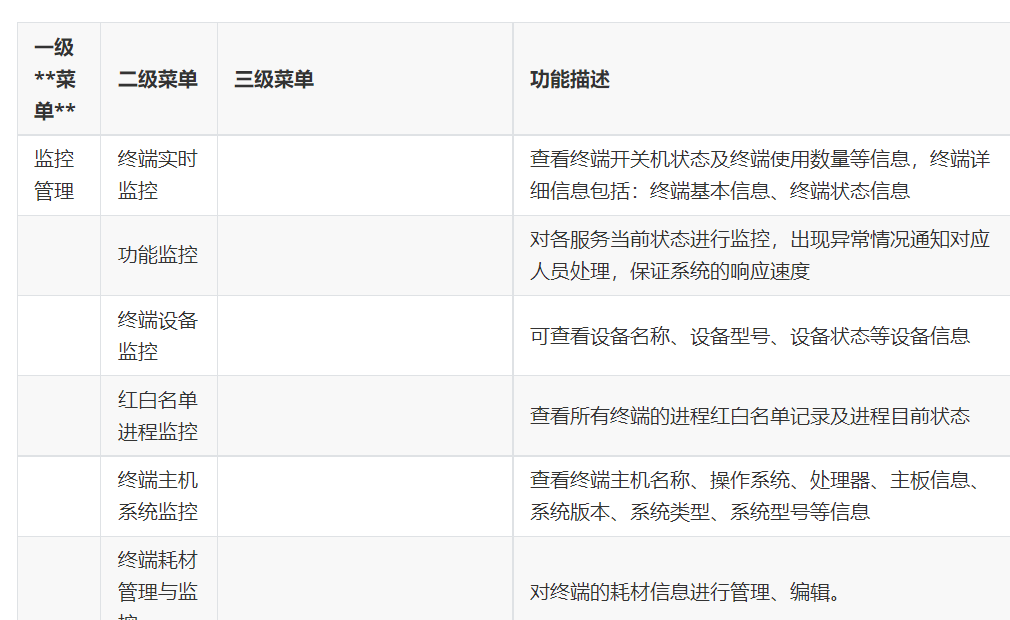 一级
**菜
单**
二级菜单
三级菜单
功能描述
监控
管理
终端实时
监控
查看终端开关机状态及终端使用数量等信息，终端详
细信息包括：终端基本信息、终端状态信息
功能监控
对各服务当前状态进行监控，出现异常情况通知对应
人员处理，保证系统的响应速度
终端设备
监控
可查看设备名称、设备型号、设备状态等设备信息
红白名单
进程监控
查看所有终端的进程红白名单记录及进程目前状态
终端主机
系统监控
查看终端主机名称、操作系统、处理器、主板信息、
系统版本、系统类型、系统型号等信息
终端耗材
管理与监
对终端的耗材信息进行管理、编辑。